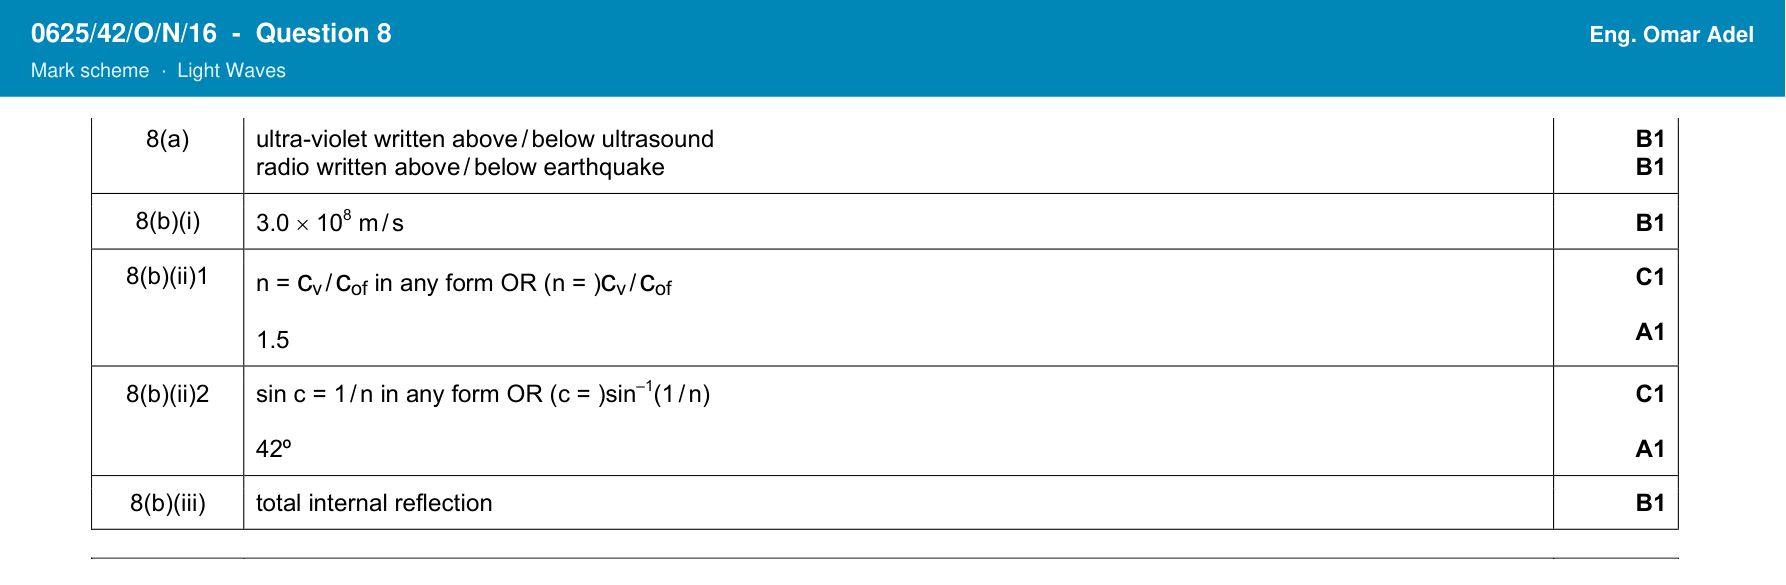 0625/42/O/N/16 - Question 8
Eng. Omar Adel
Mark scheme · Light Waves
8(a) ultra-violet written above/below ultrasound B1
radio written above/below earthquake B1
8(b)(i) 3.0 × 10⁸ m/s B1
8(b)(ii)1 n = cᵥ/c_of in any form OR (n = )cᵥ/c_of C1
1.5 A1
8(b)(ii)2 sin c = 1/n in any form OR (c = )sin⁻¹(1/n) C1
42º A1
8(b)(iii) total internal reflection B1